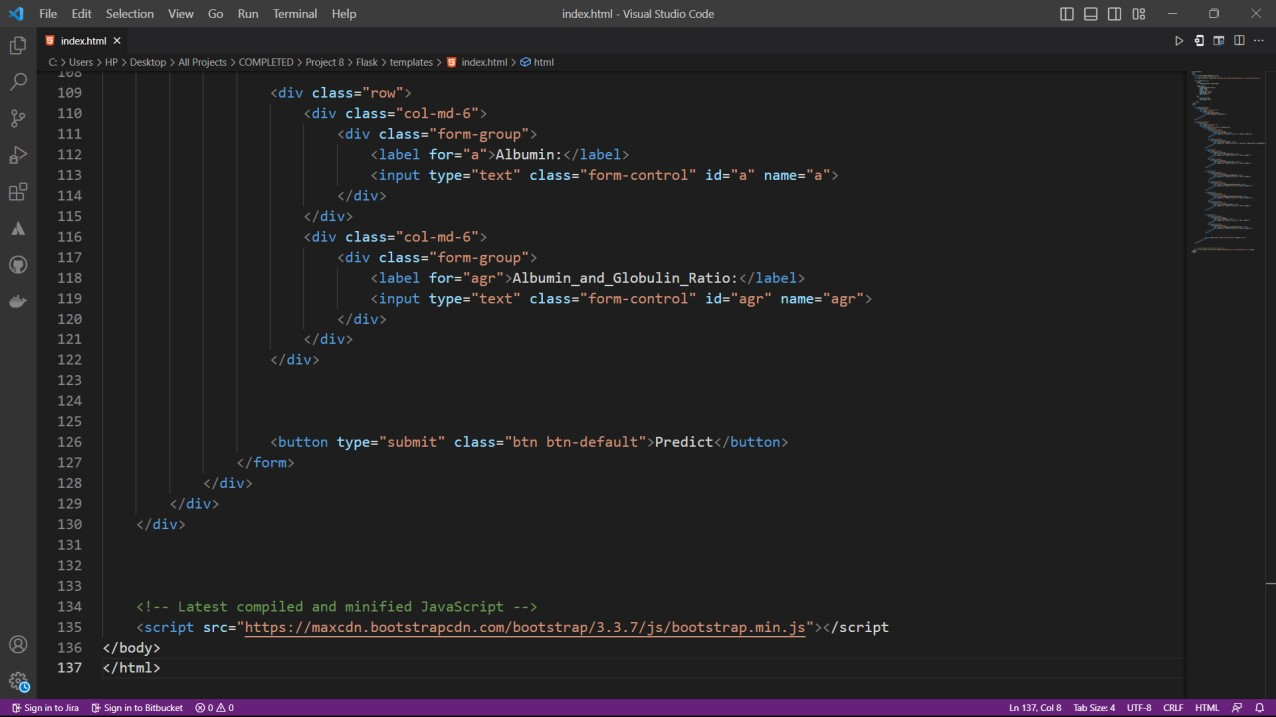 File Edit Selection View Go Run Terminal Help
index.html - Visual Studio Code
index.html
C: > Users > HP > Desktop > All Projects > COMPLETED > Project 8 > Flask > templates > index.html > html
108
109 <div class="row">
110 <div class="col-md-6">
111 <div class="form-group">
112 <label for="a">Albumin:</label>
113 <input type="text" class="form-control" id="a" name="a">
114 </div>
115 </div>
116 <div class="col-md-6">
117 <div class="form-group">
118 <label for="agr">Albumin_and_Globulin_Ratio:</label>
119 <input type="text" class="form-control" id="agr" name="agr">
120 </div>
121 </div>
122 </div>
123
124
125
126 <button type="submit" class="btn btn-default">Predict</button>
127 </form>
128 </div>
129 </div>
130 </div>
131
132
133
134 <!-- Latest compiled and minified JavaScript -->
135 <script src="https://maxcdn.bootstrapcdn.com/bootstrap/3.3.7/js/bootstrap.min.js"></script
136 </body>
137 </html>
Sign in to Jira Sign in to Bitbucket 0 0 Ln 137, Col 8 Tab Size: 4 UTF-8 CRLF HTML